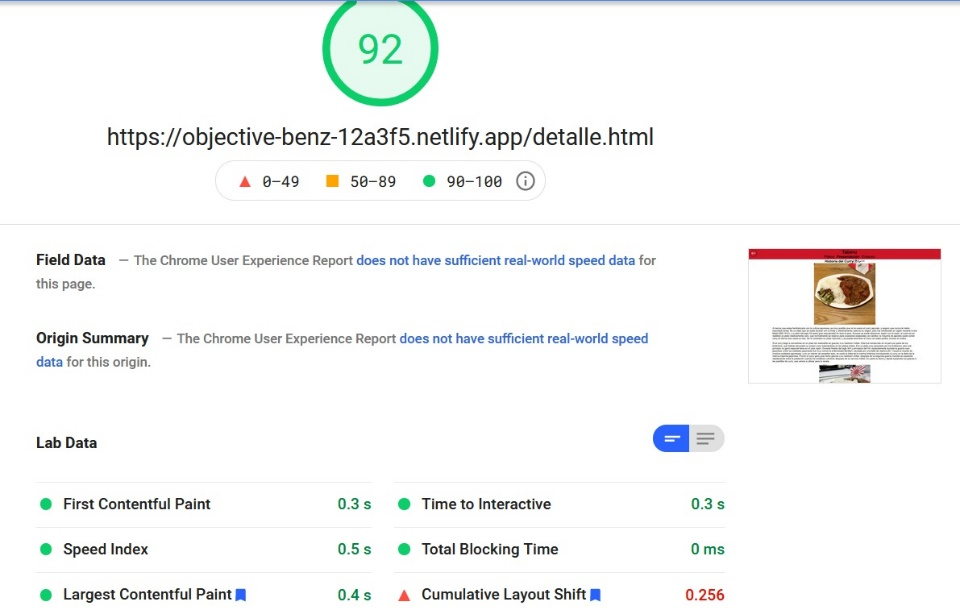 92
https://objective-benz-12a3f5.netlify.app/detalle.html
0–49 50–89 90–100
Field Data — The Chrome User Experience Report does not have sufficient real-world speed data for
this page.
Origin Summary — The Chrome User Experience Report does not have sufficient real-world speed
data for this origin.
Lab Data
First Contentful Paint 0.3 s
Time to Interactive 0.3 s
Speed Index 0.5 s
Total Blocking Time 0 ms
Largest Contentful Paint 0.4 s
Cumulative Layout Shift 0.256